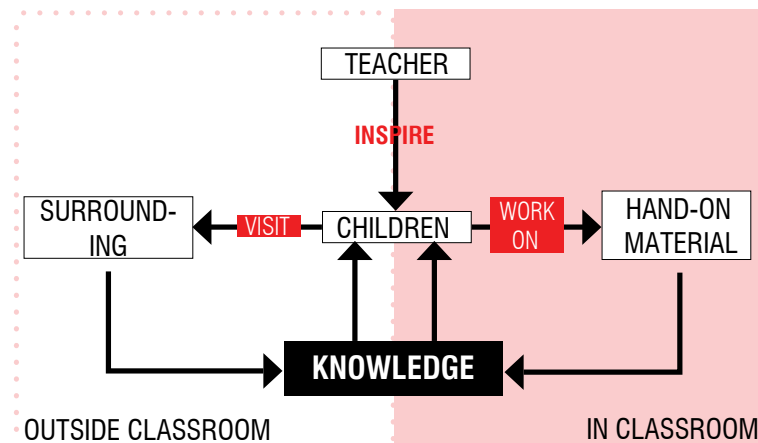 TEACHER
INSPIRE
SURROUND-
ING
VISIT
CHILDREN
WORK
ON
HAND-ON
MATERIAL
KNOWLEDGE
OUTSIDE CLASSROOM
IN CLASSROOM